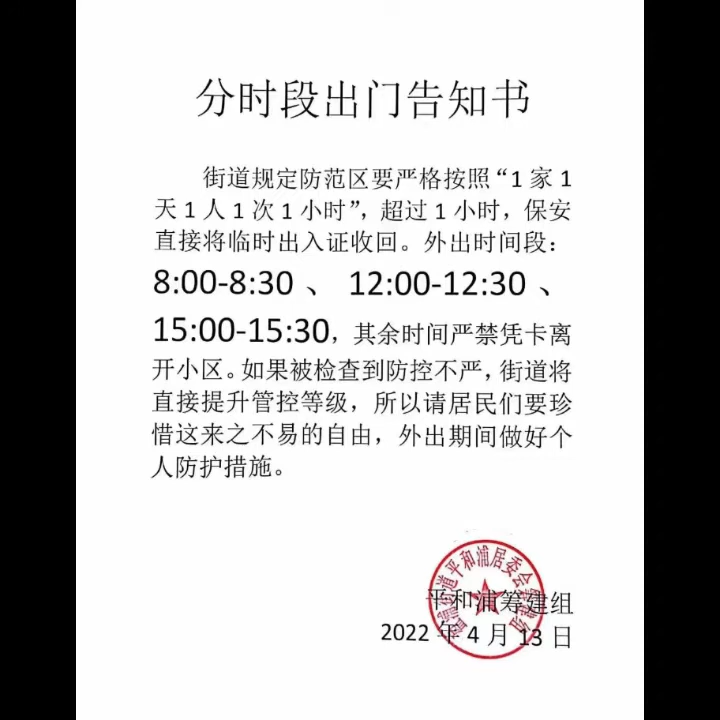 分时段出门告知书
街道规定防范区要严格按照“1家1
天1人1次1小时”，超过1小时，保安
直接将临时出入证收回。外出时间段：
8:00-8:30、 12:00-12:30、
15:00-15:30，其余时间严禁凭卡离
开小区。如果被检查到防控不严，街道将
直接提升管控等级，所以请居民们要珍
惜这来之不易的自由，外出期间做好个
人防护措施。
平和浦筹建组
2022年4月13日